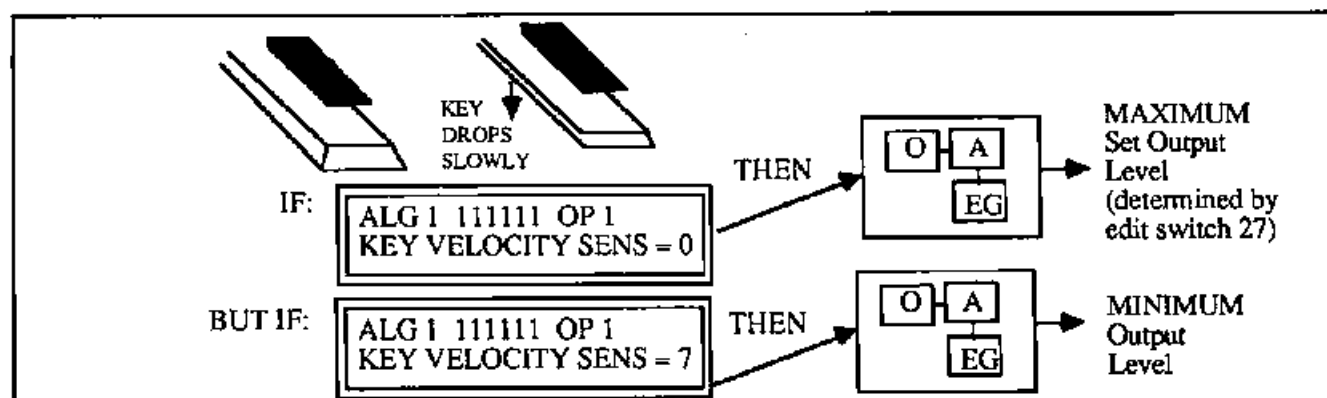 KEY
DROPS
SLOWLY
IF:
ALG 1 111111 OP 1
KEY VELOCITY SENS = 0
THEN
O A
EG
MAXIMUM
Set Output
Level
(determined by
edit switch 27)
BUT IF:
ALG 1 111111 OP 1
KEY VELOCITY SENS = 7
THEN
O A
EG
MINIMUM
Output
Level